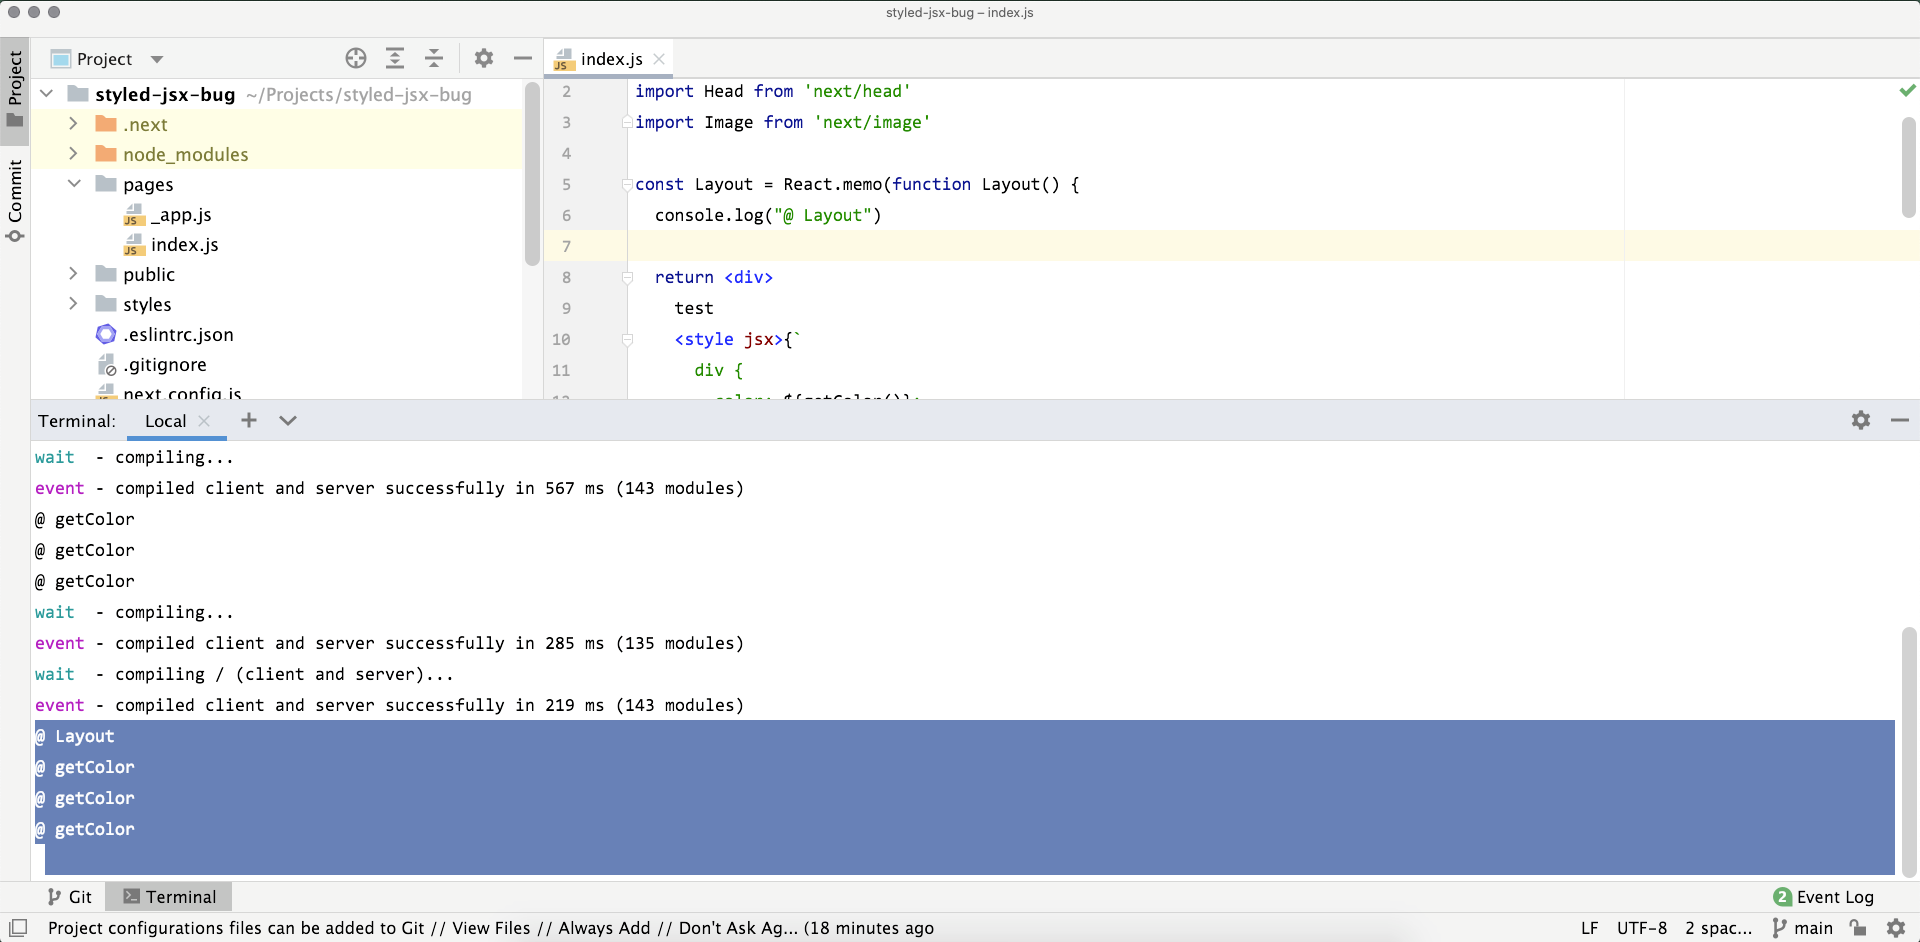 styled-jsx-bug – index.js
Project
Commit
Project
styled-jsx-bug ~/Projects/styled-jsx-bug
.next
node_modules
pages
JS _app.js
JS index.js
public
styles
.eslintrc.json
.gitignore
next.config.js
JS index.js
2 import Head from 'next/head'
3 import Image from 'next/image'
4
5 const Layout = React.memo(function Layout() {
6 console.log("@ Layout")
7
8 return <div>
9 test
10 <style jsx>{`
11 div {
12 color: ${getColor()};
Terminal: Local
wait  - compiling...
event - compiled client and server successfully in 567 ms (143 modules)
@ getColor
@ getColor
@ getColor
wait  - compiling...
event - compiled client and server successfully in 285 ms (135 modules)
wait  - compiling / (client and server)...
event - compiled client and server successfully in 219 ms (143 modules)
@ Layout
@ getColor
@ getColor
@ getColor
Git Terminal 2 Event Log
Project configurations files can be added to Git // View Files // Always Add // Don't Ask Ag... (18 minutes ago LF UTF-8 2 spac... main